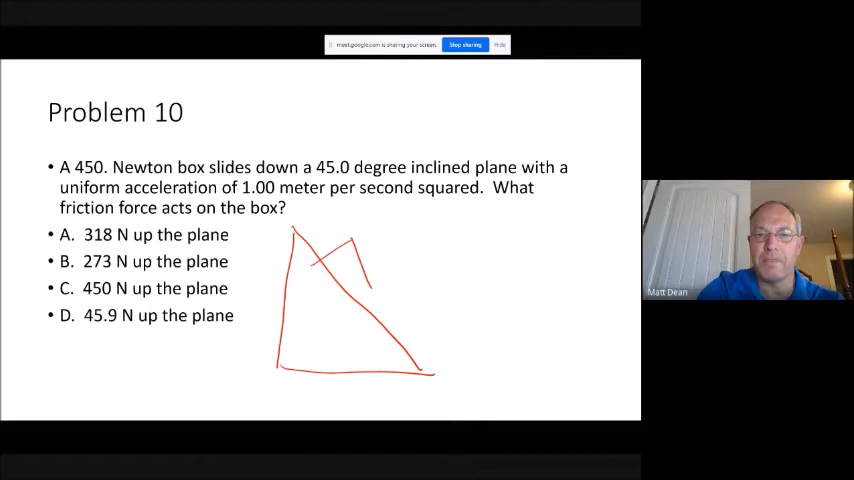 meet.google.com is sharing your screen. Stop sharing Hide
Problem 10
• A 450. Newton box slides down a 45.0 degree inclined plane with a
uniform acceleration of 1.00 meter per second squared. What
friction force acts on the box?
• A. 318 N up the plane
• B. 273 N up the plane
• C. 450 N up the plane
• D. 45.9 N up the plane
Matt Dean